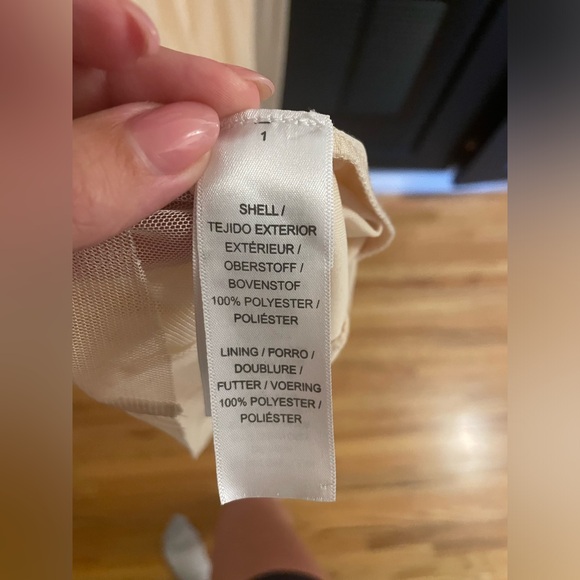 1
SHELL /
TEJIDO EXTERIOR
EXTÉRIEUR /
OBERSTOFF /
BOVENSTOF
100% POLYESTER /
POLIÉSTER
LINING / FORRO /
DOUBLURE /
FUTTER / VOERING
100% POLYESTER /
POLIÉSTER